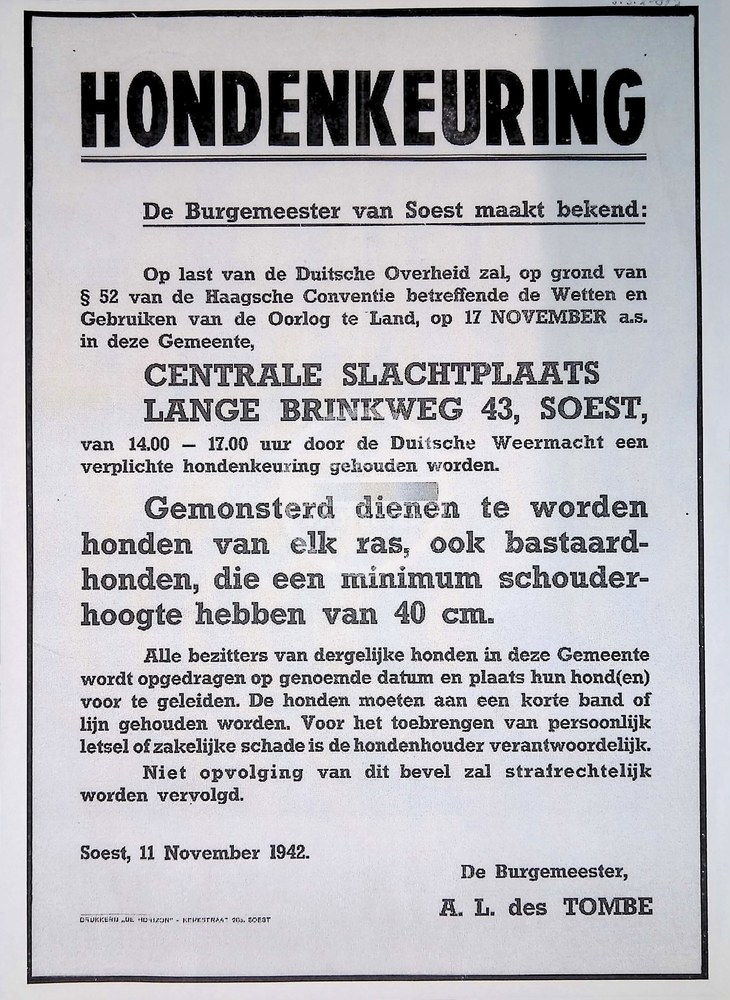 HONDENKEURING
De Burgemeester van Soest maakt bekend:
Op last van de Duitsche Overheid zal, op grond van
§ 52 van de Haagsche Conventie betreffende de Wetten en
Gebruiken van de Oorlog te Land, op 17 NOVEMBER a.s.
in deze Gemeente,
CENTRALE SLACHTPLAATS
LANGE BRINKWEG 43, SOEST,
van 14.00 — 17.00 uur door de Duitsche Weermacht een
verplichte hondenkeuring gehouden worden.
Gemonsterd dienen te worden
honden van elk ras, ook bastaard-
honden, die een minimum schouder-
hoogte hebben van 40 cm.
Alle bezitters van dergelijke honden in deze Gemeente
wordt opgedragen op genoemde datum en plaats hun hond(en)
voor te geleiden. De honden moeten aan een korte band of
lijn gehouden worden. Voor het toebrengen van persoonlijk
letsel of zakelijke schade is de hondenhouder verantwoordelijk.
Niet opvolging van dit bevel zal strafrechtelijk
worden vervolgd.
Soest, 11 November 1942.
De Burgemeester,
A. L. des TOMBE
DRUKKERIJ „DE HORIZON" - KERKSTRAAT SOEST